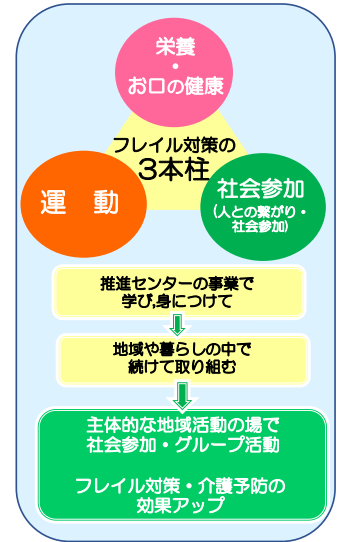 栄養
・
お口の健康
フレイル対策の
3本柱
運　動
社会参加
(人との繋がり・
社会参加)
推進センターの事業で
学び,身につけて
地域や暮らしの中で
続けて取り組む
主体的な地域活動の場で
社会参加・グループ活動
フレイル対策・介護予防の
効果アップ